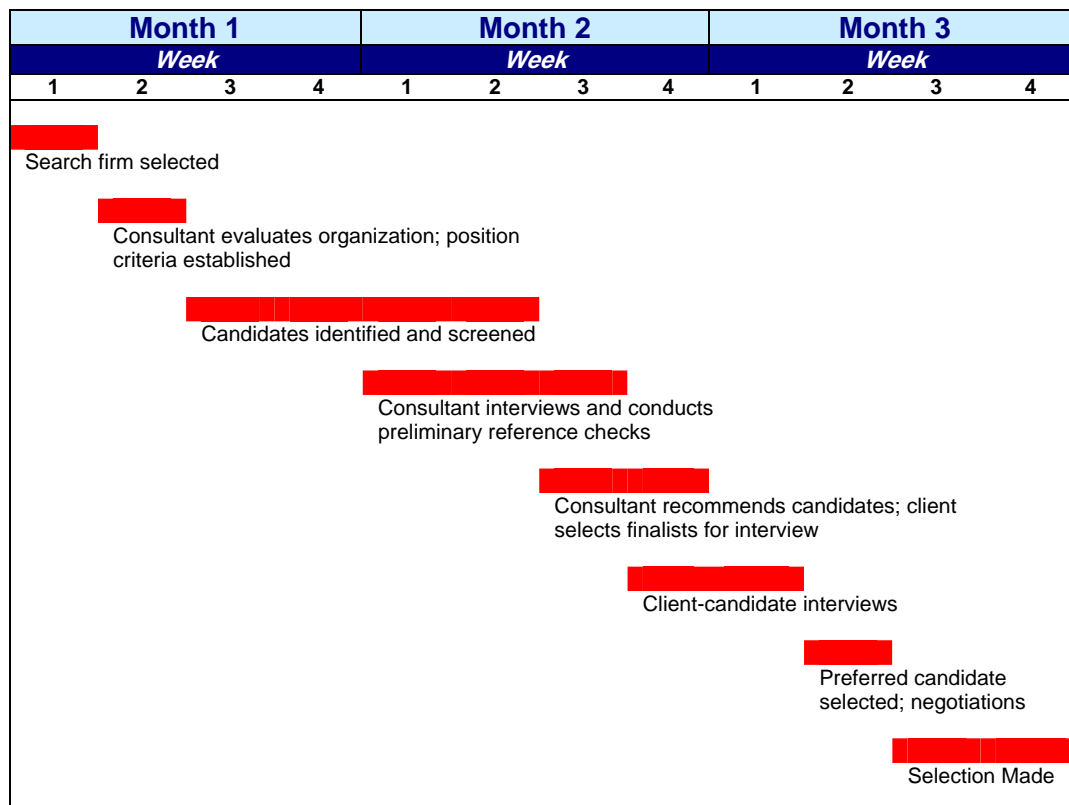 Month 1 Month 2 Month 3
Week Week Week
1 2 3 4 1 2 3 4 1 2 3 4
Search firm selected
Consultant evaluates organization; position
criteria established
Candidates identified and screened
Consultant interviews and conducts
preliminary reference checks
Consultant recommends candidates; client
selects finalists for interview
Client-candidate interviews
Preferred candidate
selected; negotiations
Selection Made